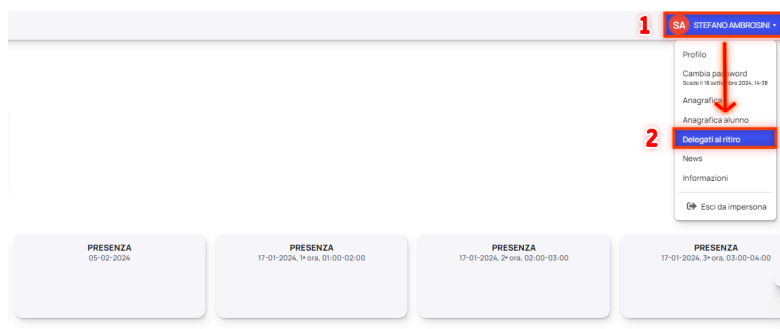 1
SA STEFANO AMBROSINI
Profilo
Cambia password
Scade il 18 settembre 2024, 14:38
Anagrafica
Anagrafica alunno
2
Delegati al ritiro
News
Informazioni
Esci da impersona
PRESENZA
05-02-2024
PRESENZA
17-01-2024, 1ª ora, 01:00-02:00
PRESENZA
17-01-2024, 2ª ora, 02:00-03:00
PRESENZA
17-01-2024, 3ª ora, 03:00-04:00